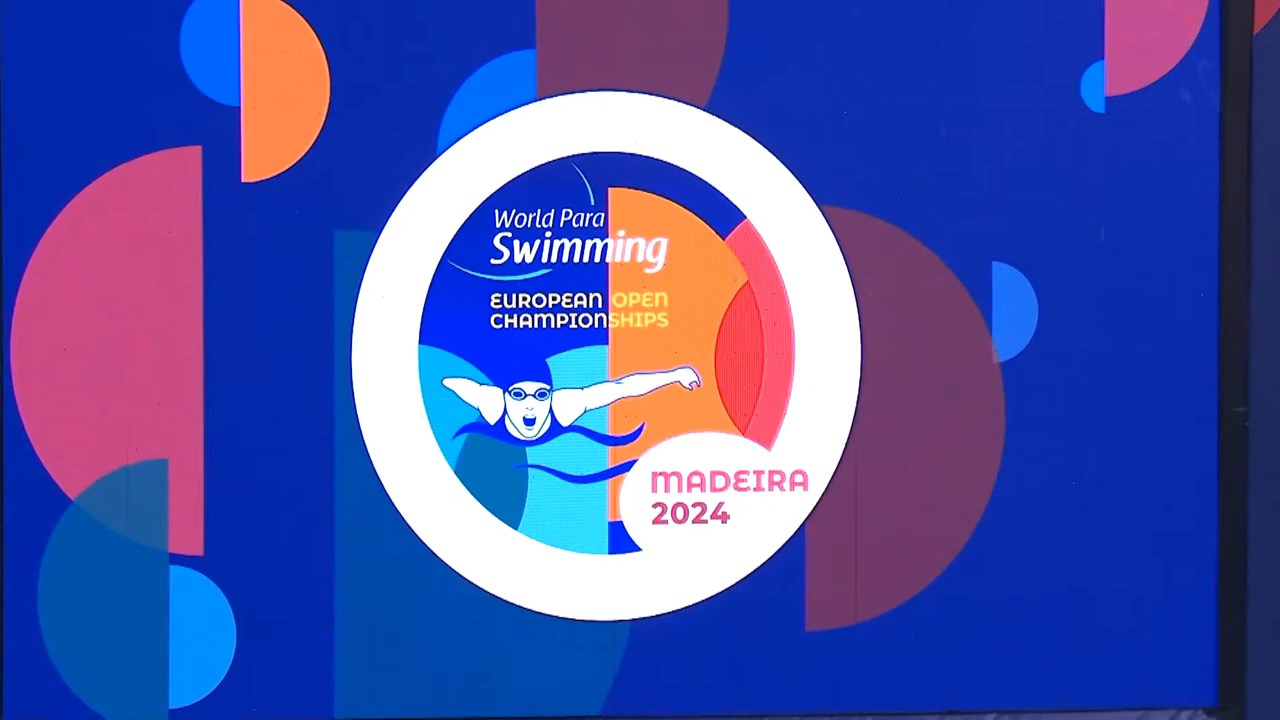 World Para
Swimming
EUROPEAN OPEN
CHAMPIONSHIPS
MADEIRA
2024